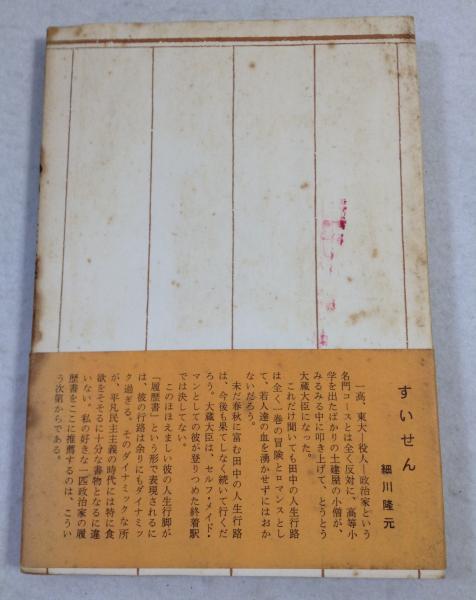 すいせん
細川隆元
一高、東大―役人―政治家という
名門コースとは全く反対に、高等小
学を出たばかりの土建屋の小僧が、
みるみる中に叩き上げて、とうとう
大蔵大臣になった。
これだけ聞いても田中の人生行路
は全く一巻の冒険とロマンスとし
て、若人達の血を湧かせずにはおか
ないだろう。
未だ春秋に富む田中の人生行路
は、今後も果てしなく続いて行くだ
ろう。大蔵大臣は、セルフ・メイド・
マンとしての彼が登りつめた終着駅
では決してない。
このほほえましい彼の人治行脚が
『履歴書』という形で表現されるに
は、彼の行路は余りにもダイナミッ
ク過ぎる。そのダイナミックな所
が、平凡民主主義の時代には特に食
欲をそそるに十分な書物となるに違
いない。私の好きな一匹政治家の履
歴書をここに推薦するのは、こうい
う次第からである。